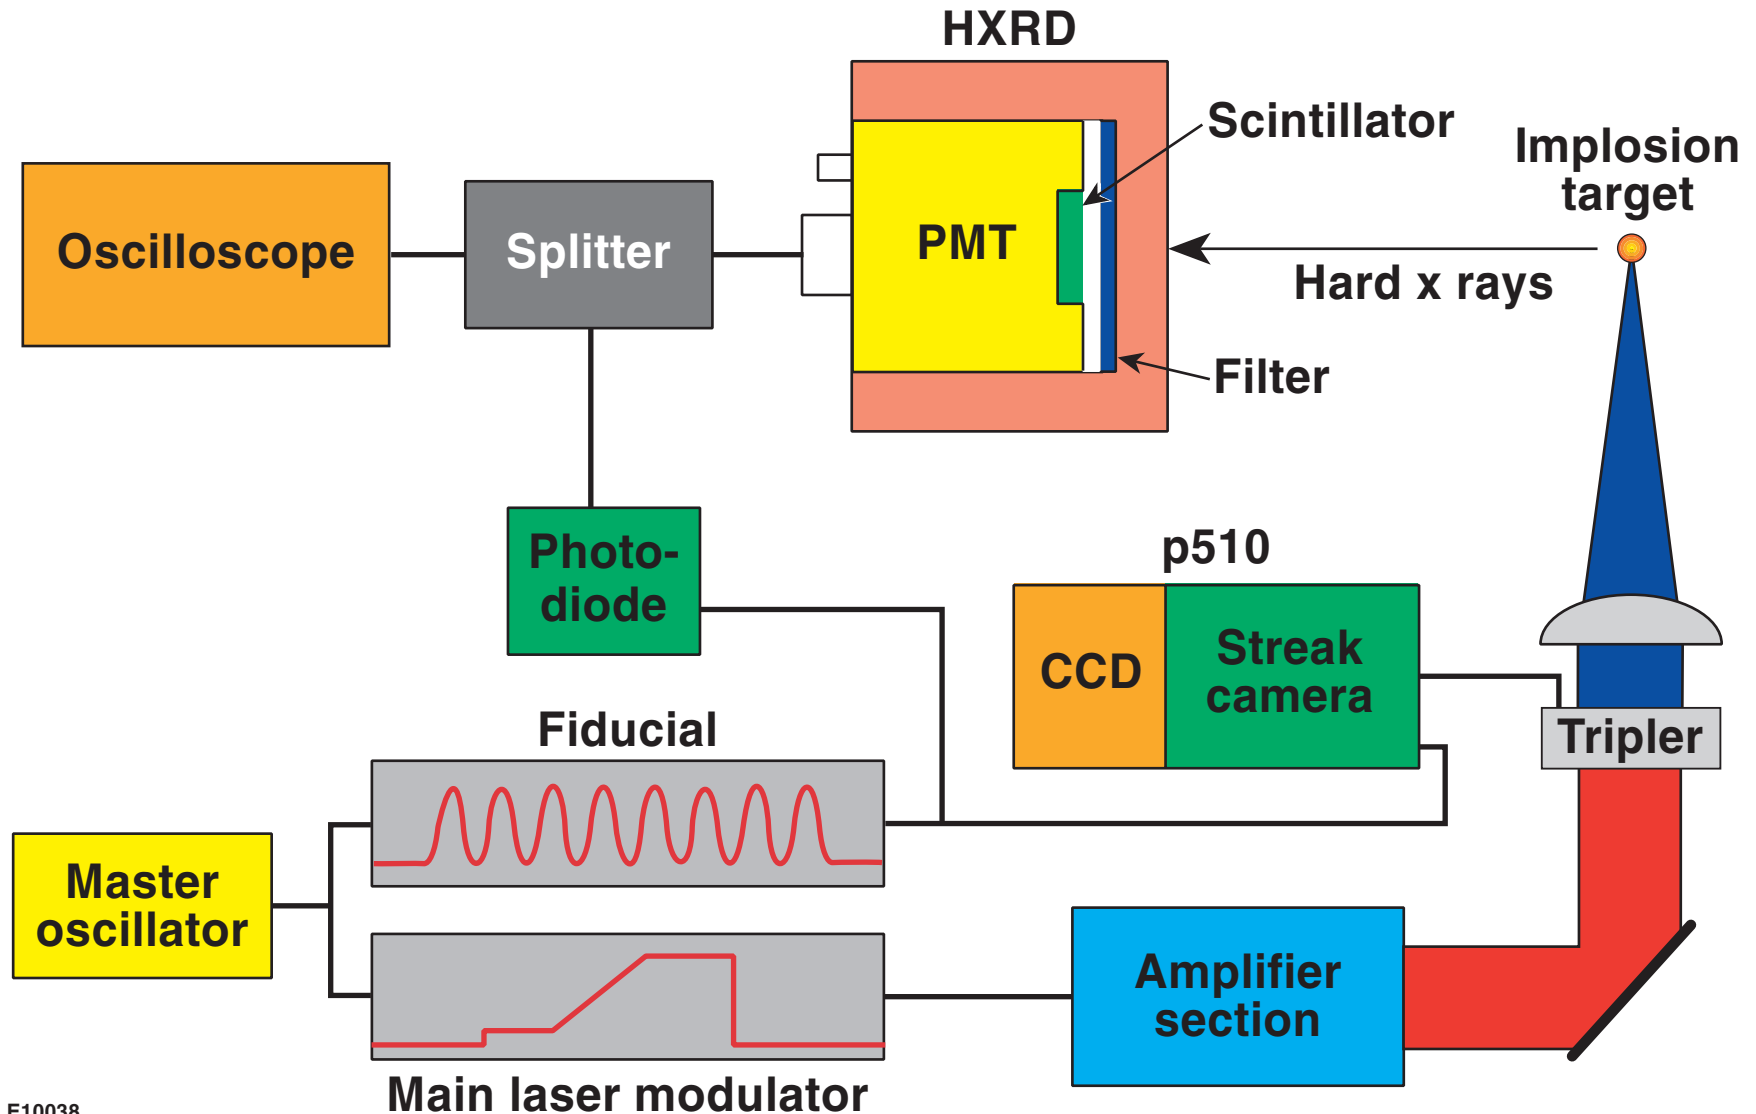 HXRD
Scintillator
Implosion
target
Oscilloscope
Splitter
PMT
Hard x rays
Filter
Photo-
diode
p510
CCD
Streak
camera
Tripler
Fiducial
Master
oscillator
Amplifier
section
Main laser modulator
E10038